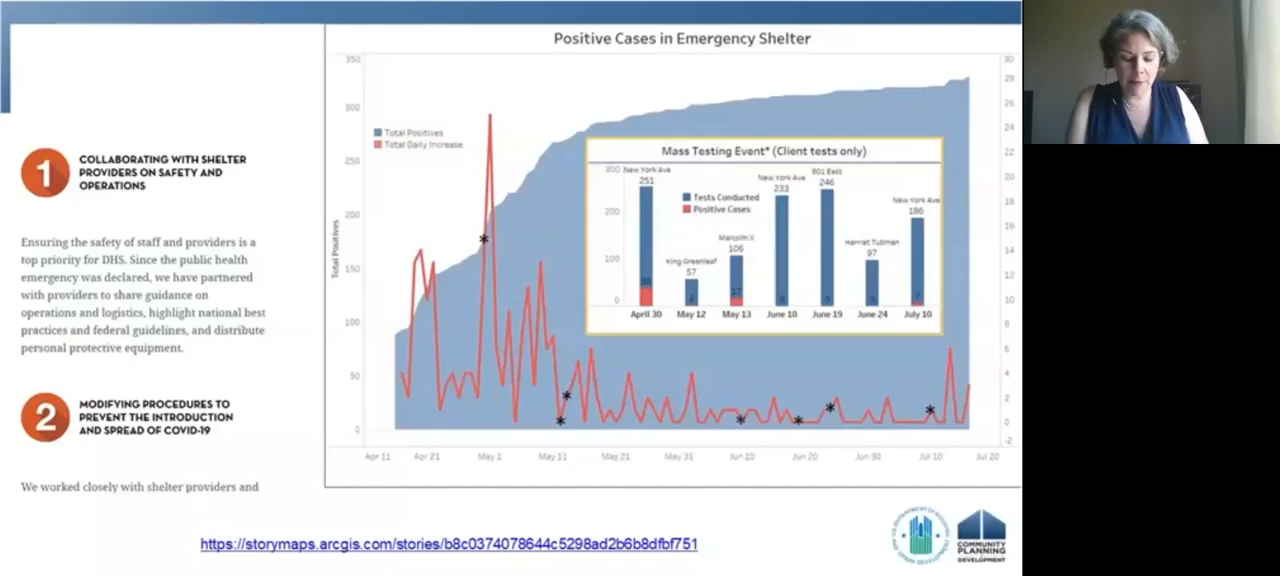 Positive Cases in Emergency Shelter
1
COLLABORATING WITH SHELTER
PROVIDERS ON SAFETY AND
OPERATIONS
Ensuring the safety of staff and providers is a
top priority for DHS. Since the public health
emergency was declared, we have partnered
with providers to share guidance on
operations and logistics, highlight national best
practices and federal guidelines, and distribute
personal protective equipment.
2
MODIFYING PROCEDURES TO
PREVENT THE INTRODUCTION
AND SPREAD OF COVID-19
We worked closely with shelter providers and
350
300
250
200
150
100
50
0
Total Positives
Total Positives
Total Daily Increase
Mass Testing Event* (Client tests only)
300
200
100
0
Tests Conducted
Positive Cases
New York Ave
251
King Greenleaf
57
2
Malcolm X
106
17
New York Ave
233
0
801 East
246
0
Harriet Tubman
97
0
New York Ave
186
April 30
May 12
May 13
June 10
June 19
June 24
July 10
30
28
26
24
22
20
18
16
14
12
10
8
6
4
2
0
-2
Apr 11
Apr 21
May 1
May 11
May 21
May 31
Jun 10
Jun 20
Jun 30
Jul 10
Jul 20
https://storymaps.arcgis.com/stories/b8c0374078644c5298ad2b6b8dfbf751
COMMUNITY
PLANNING
DEVELOPMENT